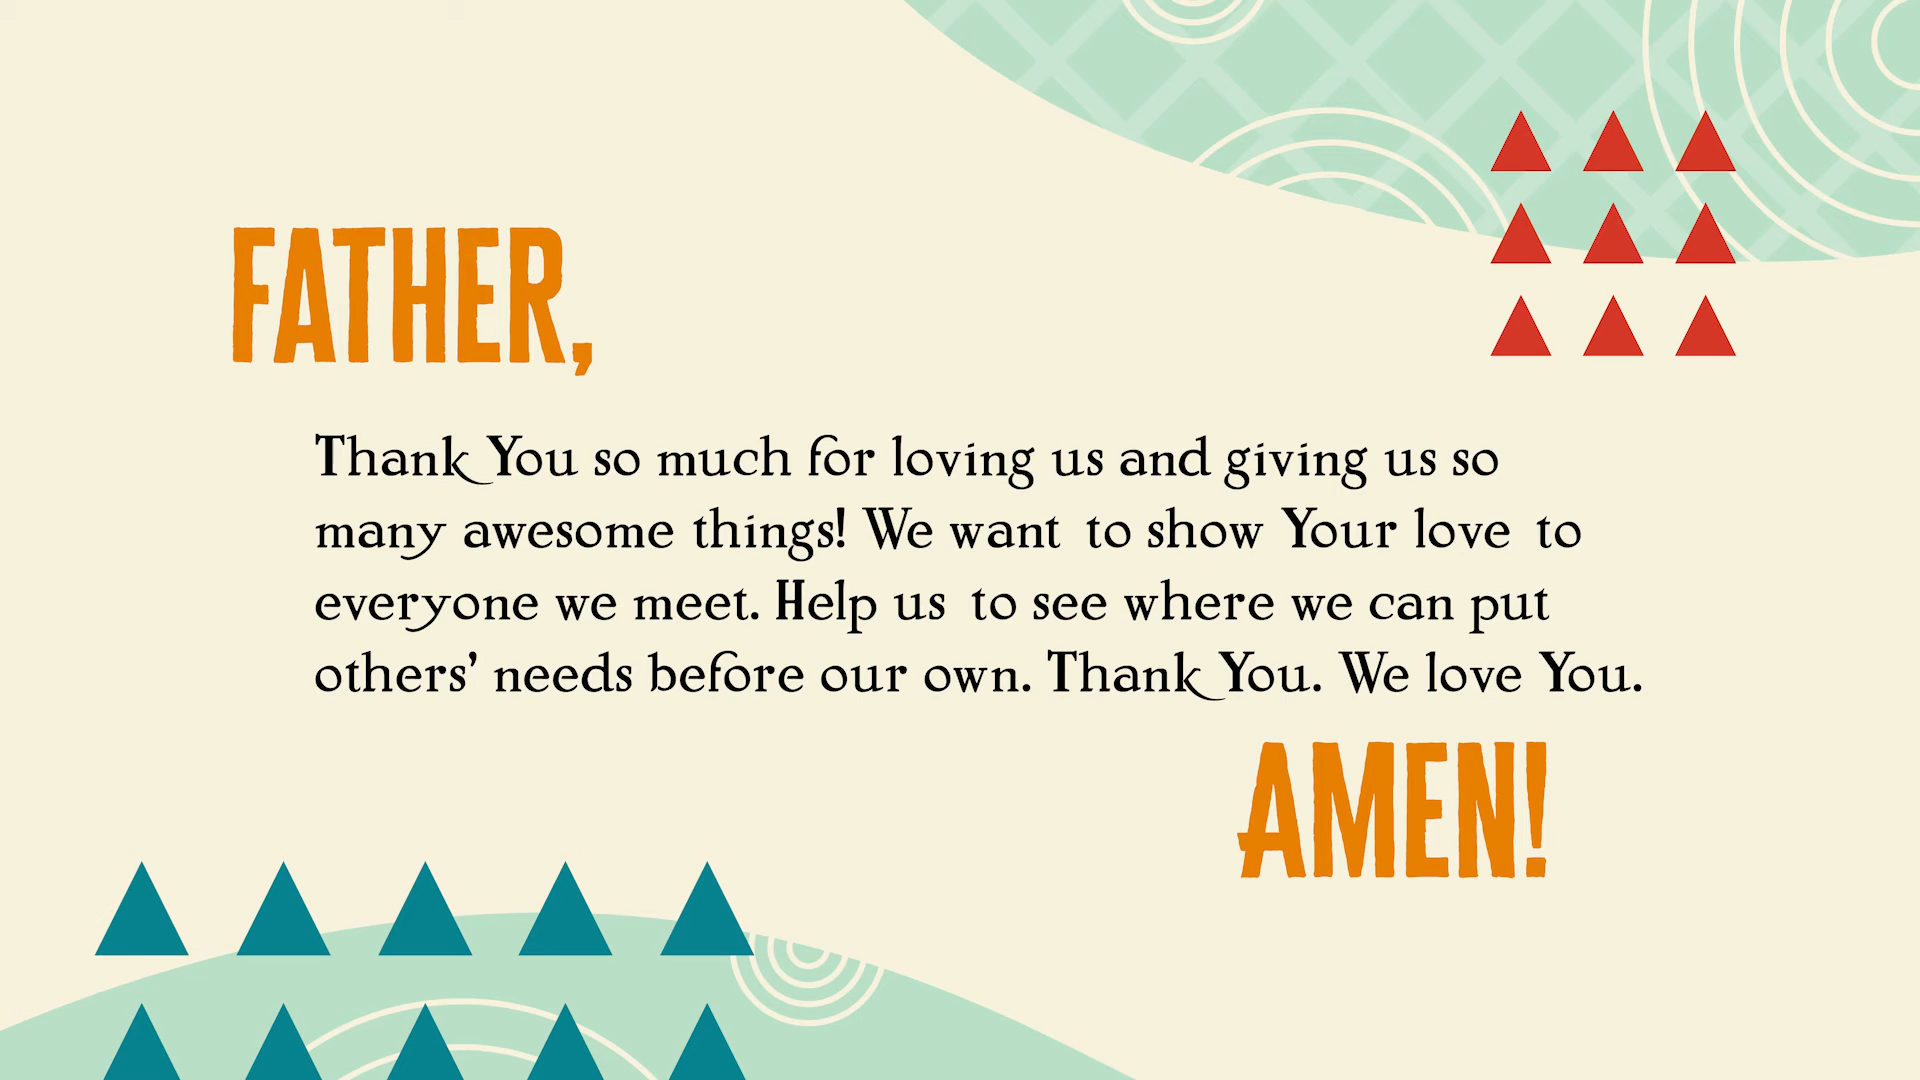 FATHER,
Thank You so much for loving us and giving us so
many awesome things! We want to show Your love to
everyone we meet. Help us to see where we can put
others’ needs before our own. Thank You. We love You.
AMEN!